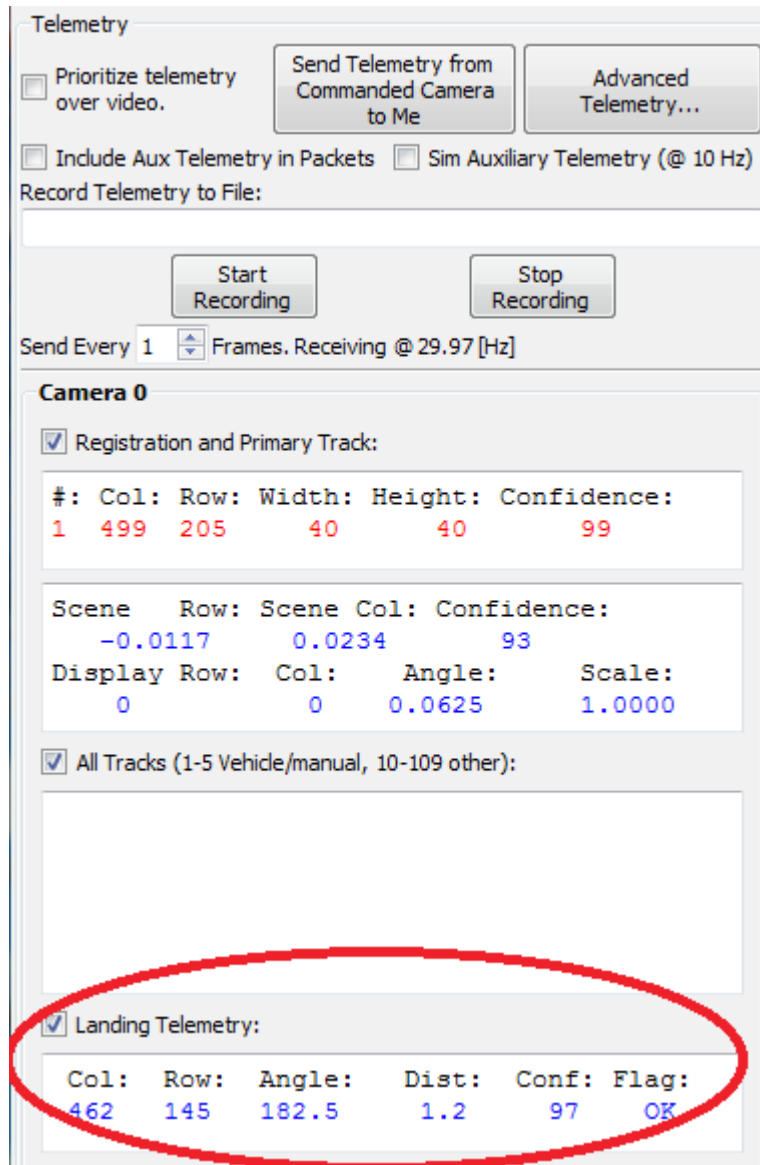 Telemetry
Prioritize telemetry
over video.
Send Telemetry from
Commanded Camera
to Me
Advanced
Telemetry...
Include Aux Telemetry in Packets
Sim Auxiliary Telemetry (@ 10 Hz)
Record Telemetry to File:
Start
Recording
Stop
Recording
Send Every 1 Frames. Receiving @ 29.97 [Hz]
Camera 0
Registration and Primary Track:
#: Col: Row: Width: Height: Confidence:
1 499 205 40 40 99
Scene Row: Scene Col: Confidence:
-0.0117 0.0234 93
Display Row: Col: Angle: Scale:
0 0 0.0625 1.0000
All Tracks (1-5 Vehicle/manual, 10-109 other):
Landing Telemetry:
Col: Row: Angle: Dist: Conf: Flag:
462 145 182.5 1.2 97 OK